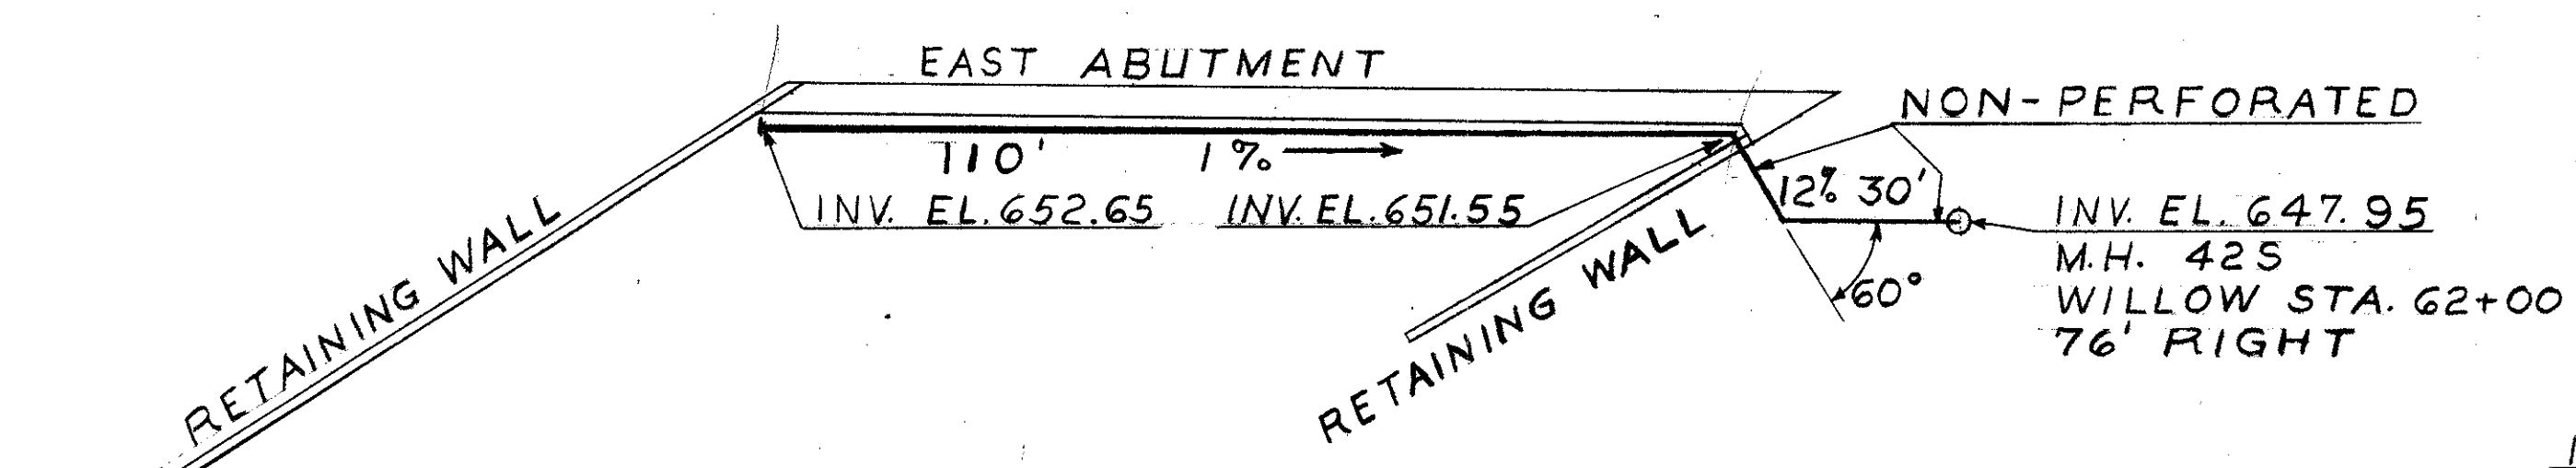 EAST ABUTMENT
NON-PERFORATED
110' 1%
12% 30'
INV. EL. 652.65
INV. EL. 651.55
INV. EL. 647.95
M.H. 42S
WILLOW STA. 62+00
76' RIGHT
60°
RETAINING WALL
RETAINING WALL